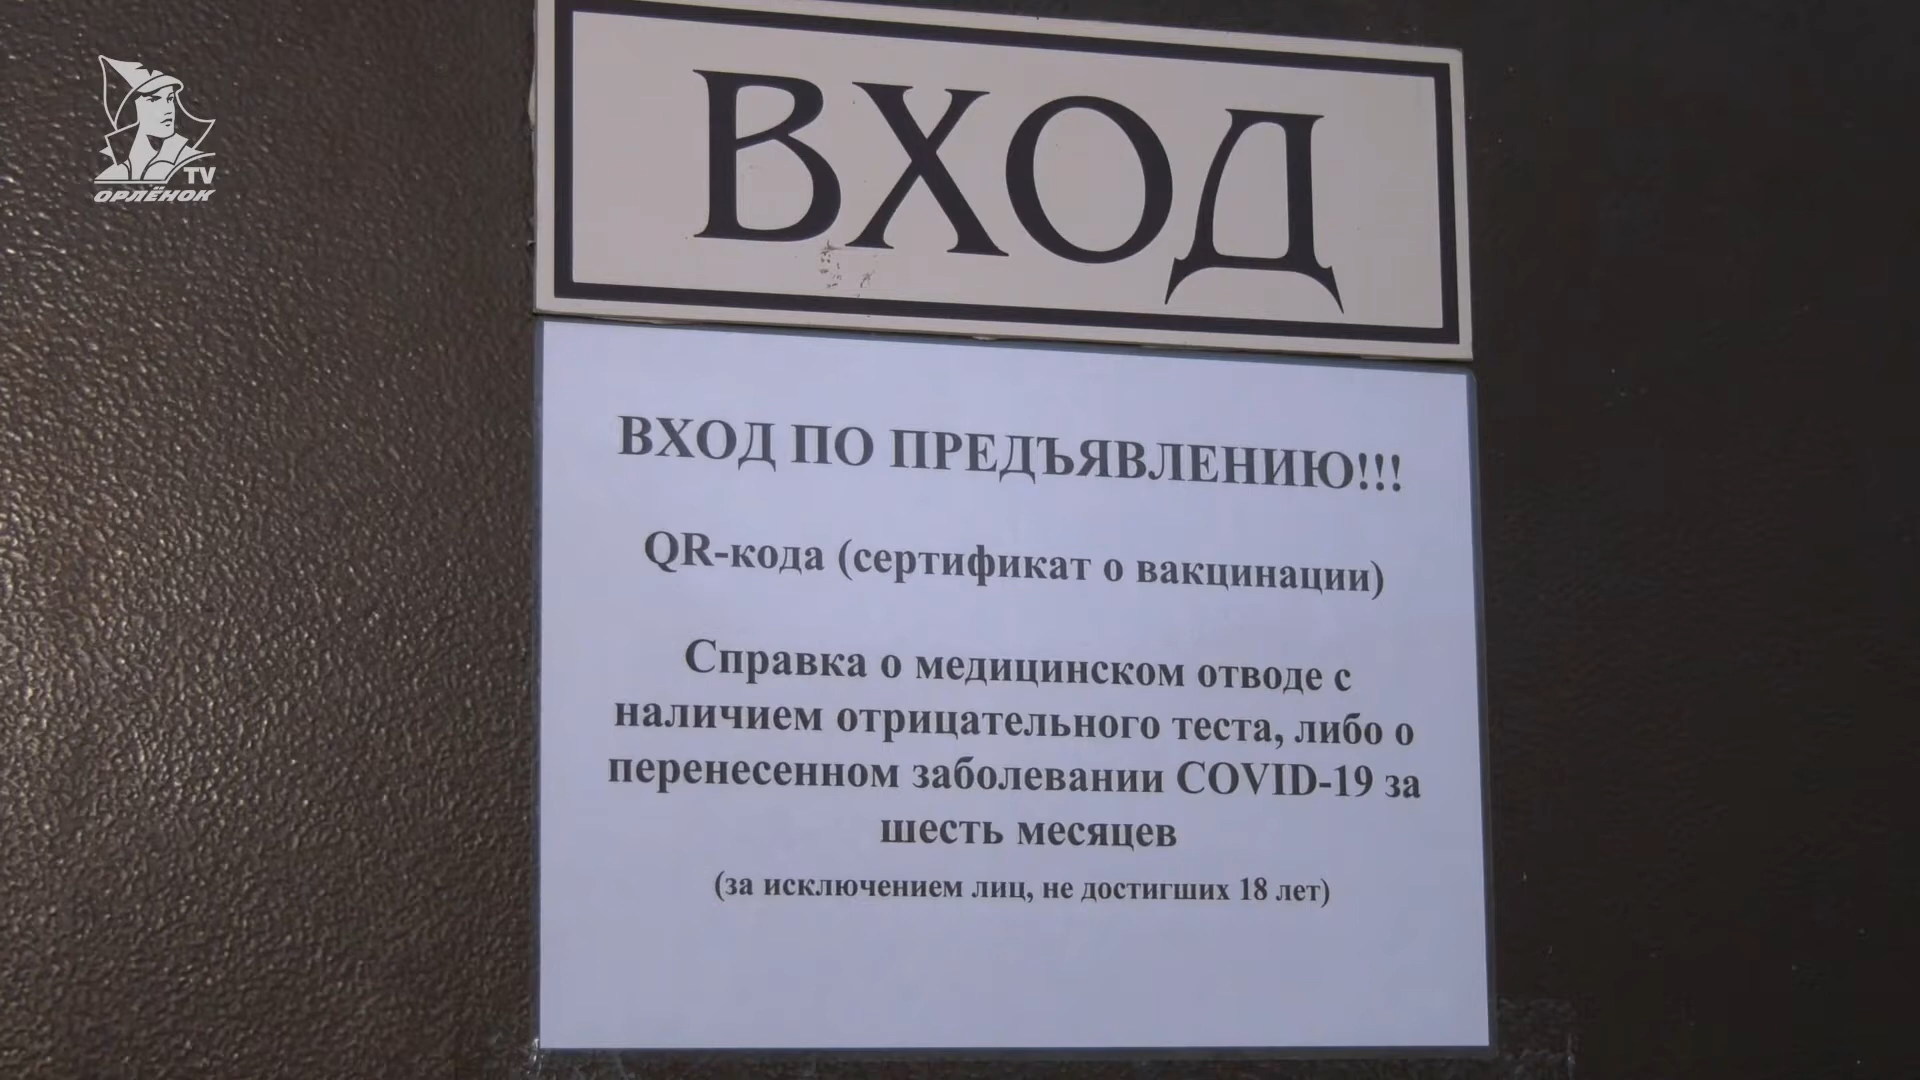 TV
ОРЛЁНОК
ВХОД
ВХОД ПО ПРЕДЪЯВЛЕНИЮ!!!
QR-кода (сертификат о вакцинации)
Справка о медицинском отводе с
наличием отрицательного теста, либо о
перенесенном заболевании COVID-19 за
шесть месяцев
(за исключением лиц, не достигших 18 лет)